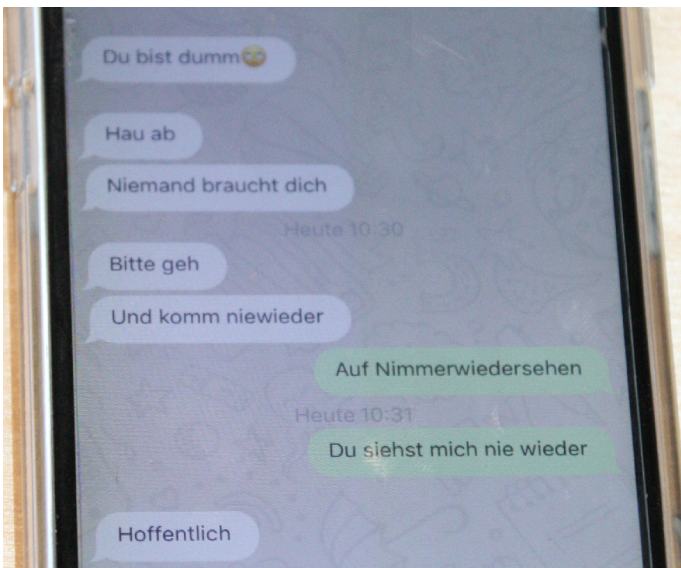 Du bist dumm😂
Hau ab
Niemand braucht dich
Heute 10:30
Bitte geh
Und komm niewieder
Auf Nimmerwiedersehen
Heute 10:31
Du siehst mich nie wieder
Hoffentlich